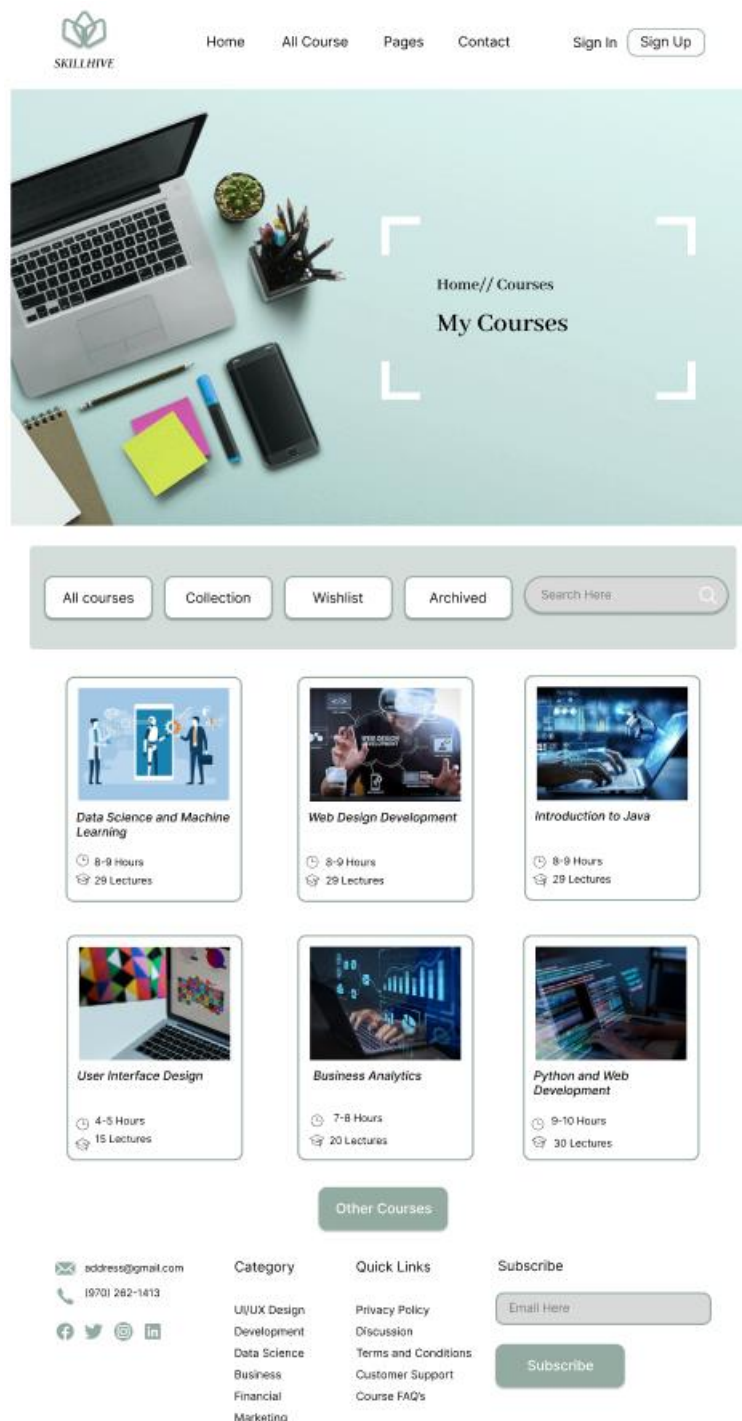 SKILLHIVE
Home
All Course
Pages
Contact
Sign In
Sign Up
Home// Courses
My Courses
All courses
Collection
Wishlist
Archived
Search Here
WEB DESIGN
DEVELOPMENT
Data Science and Machine
Learning
8-9 Hours
29 Lectures
Web Design Development
8-9 Hours
29 Lectures
Introduction to Java
8-9 Hours
29 Lectures
User Interface Design
4-5 Hours
15 Lectures
Business Analytics
7-8 Hours
20 Lectures
Python and Web
Development
9-10 Hours
30 Lectures
Other Courses
address@gmail.com
(970) 262-1413
Category
UI/UX Design
Development
Data Science
Business
Financial
Marketing
Quick Links
Privacy Policy
Discussion
Terms and Conditions
Customer Support
Course FAQ's
Subscribe
Email Here
Subscribe